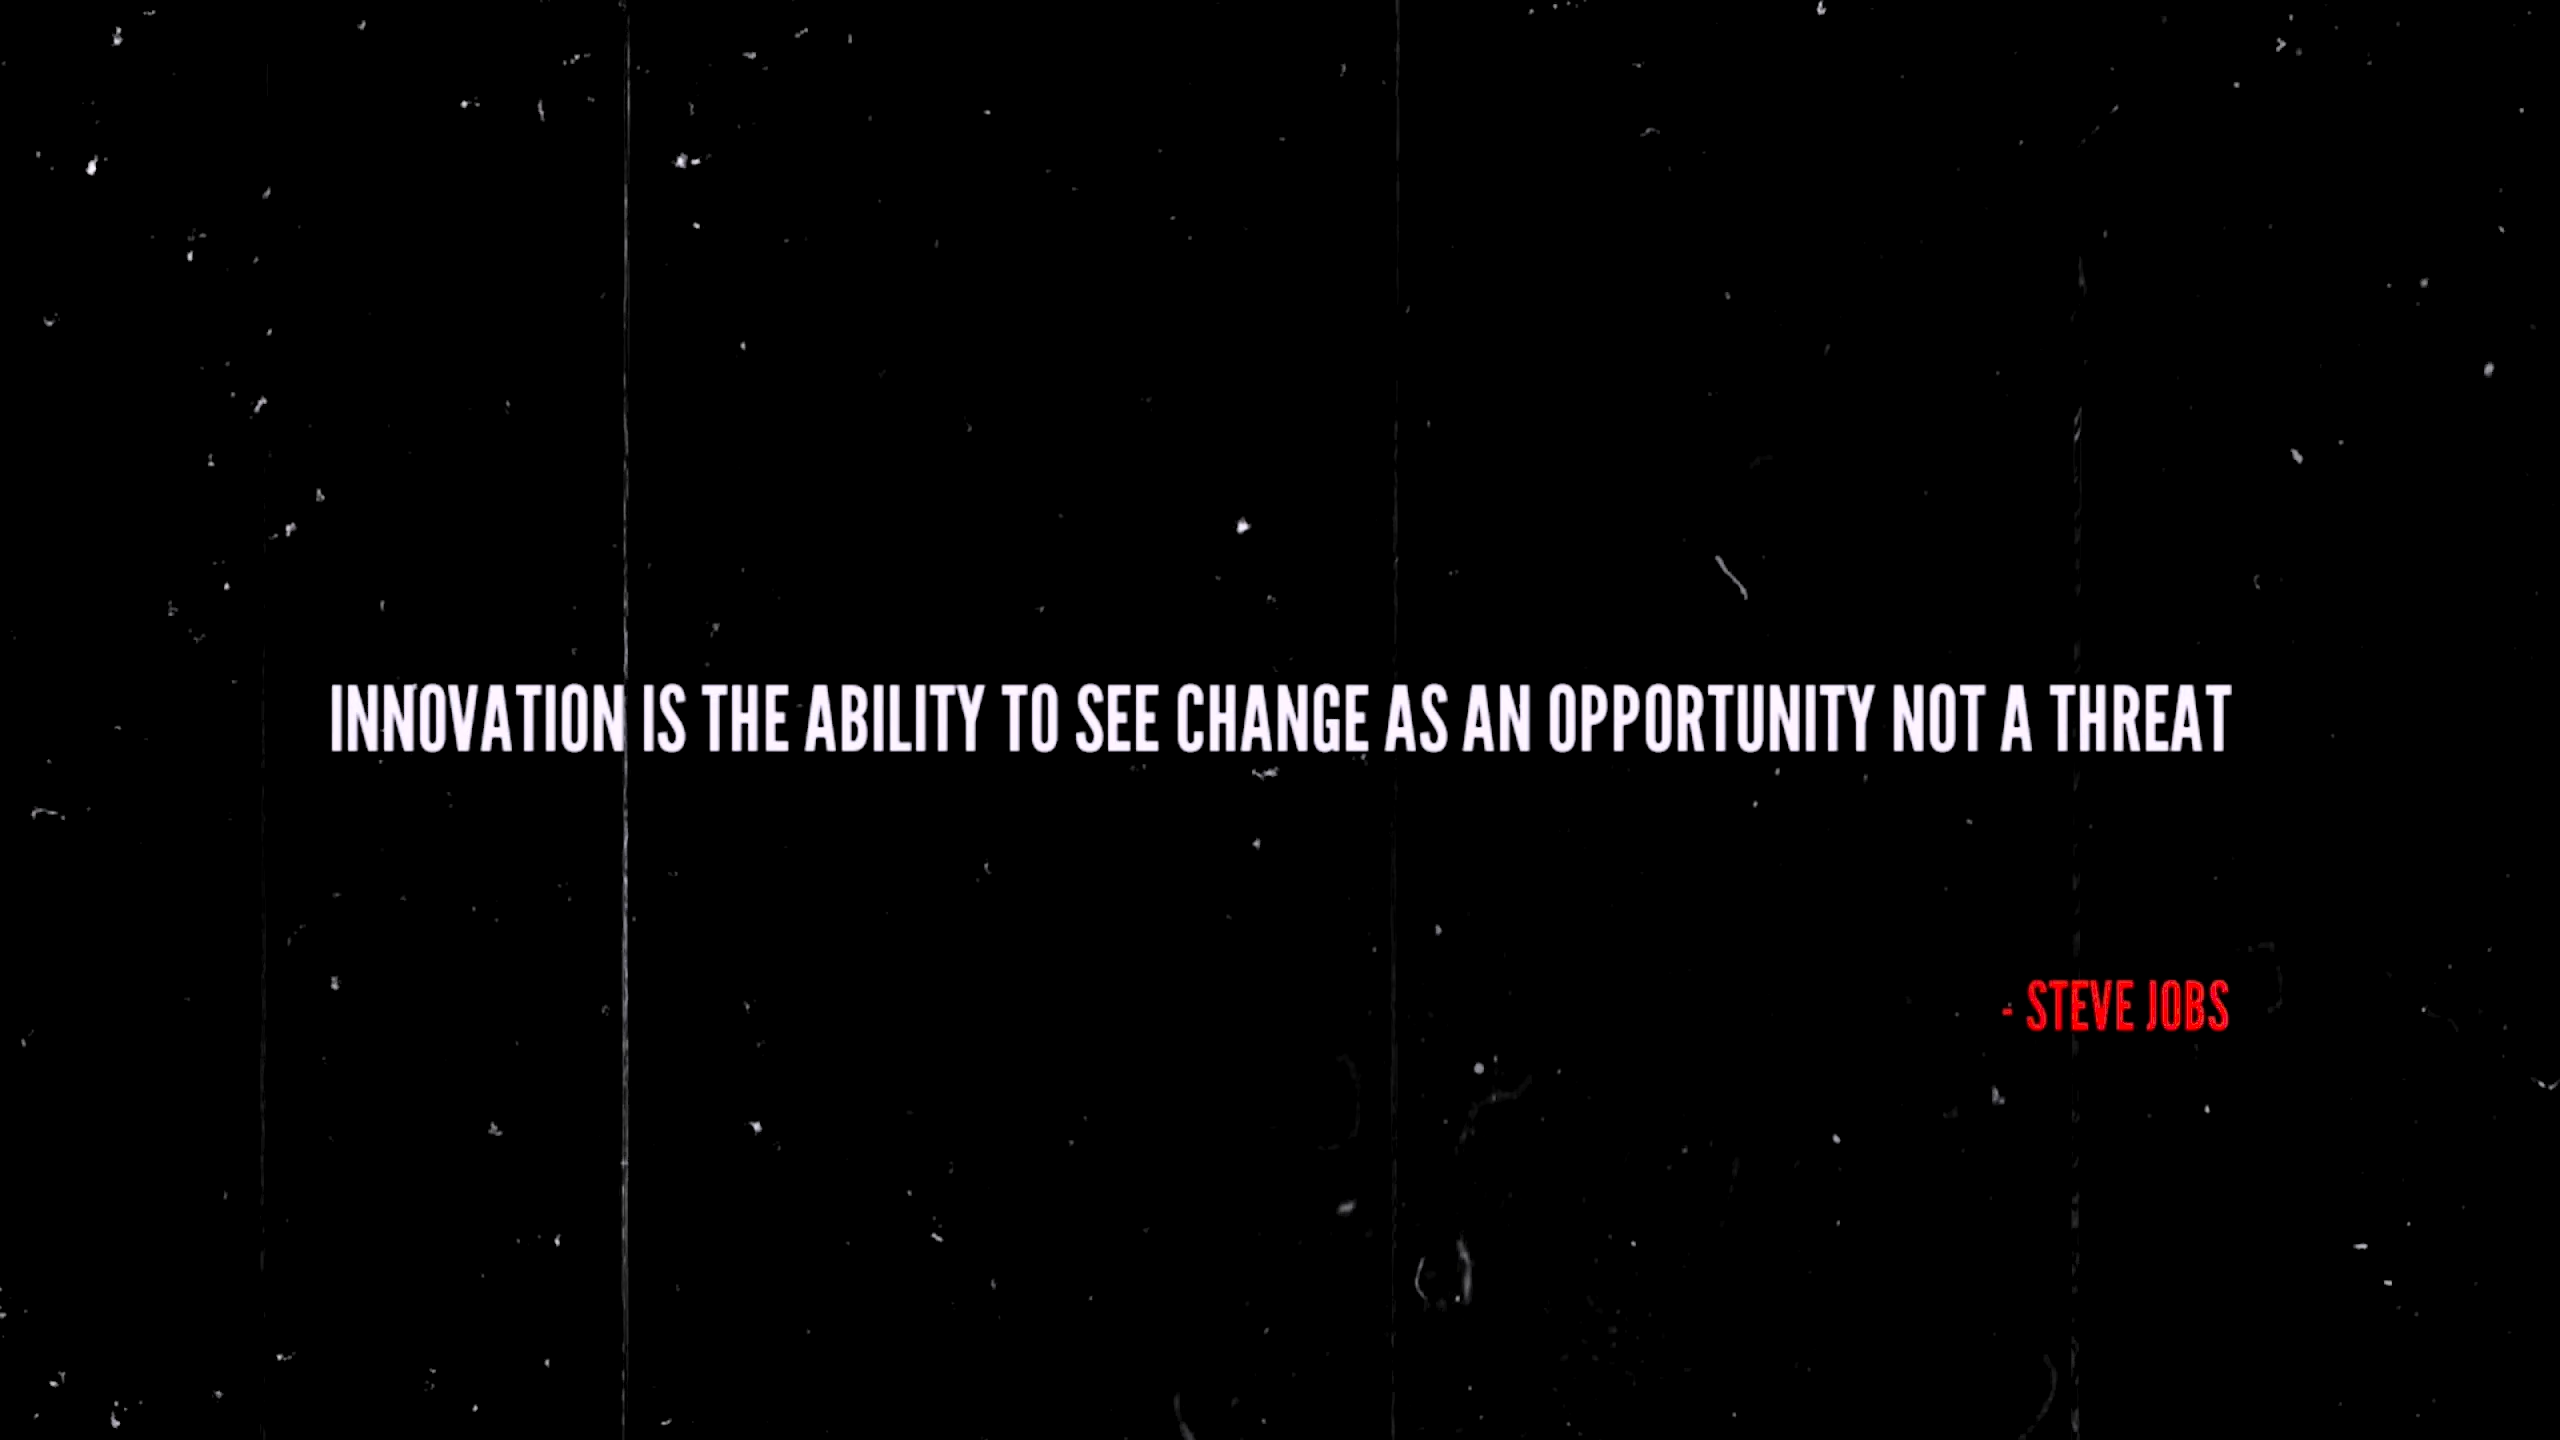 INNOVATION IS THE ABILITY TO SEE CHANGE AS AN OPPORTUNITY NOT A THREAT
- STEVE JOBS